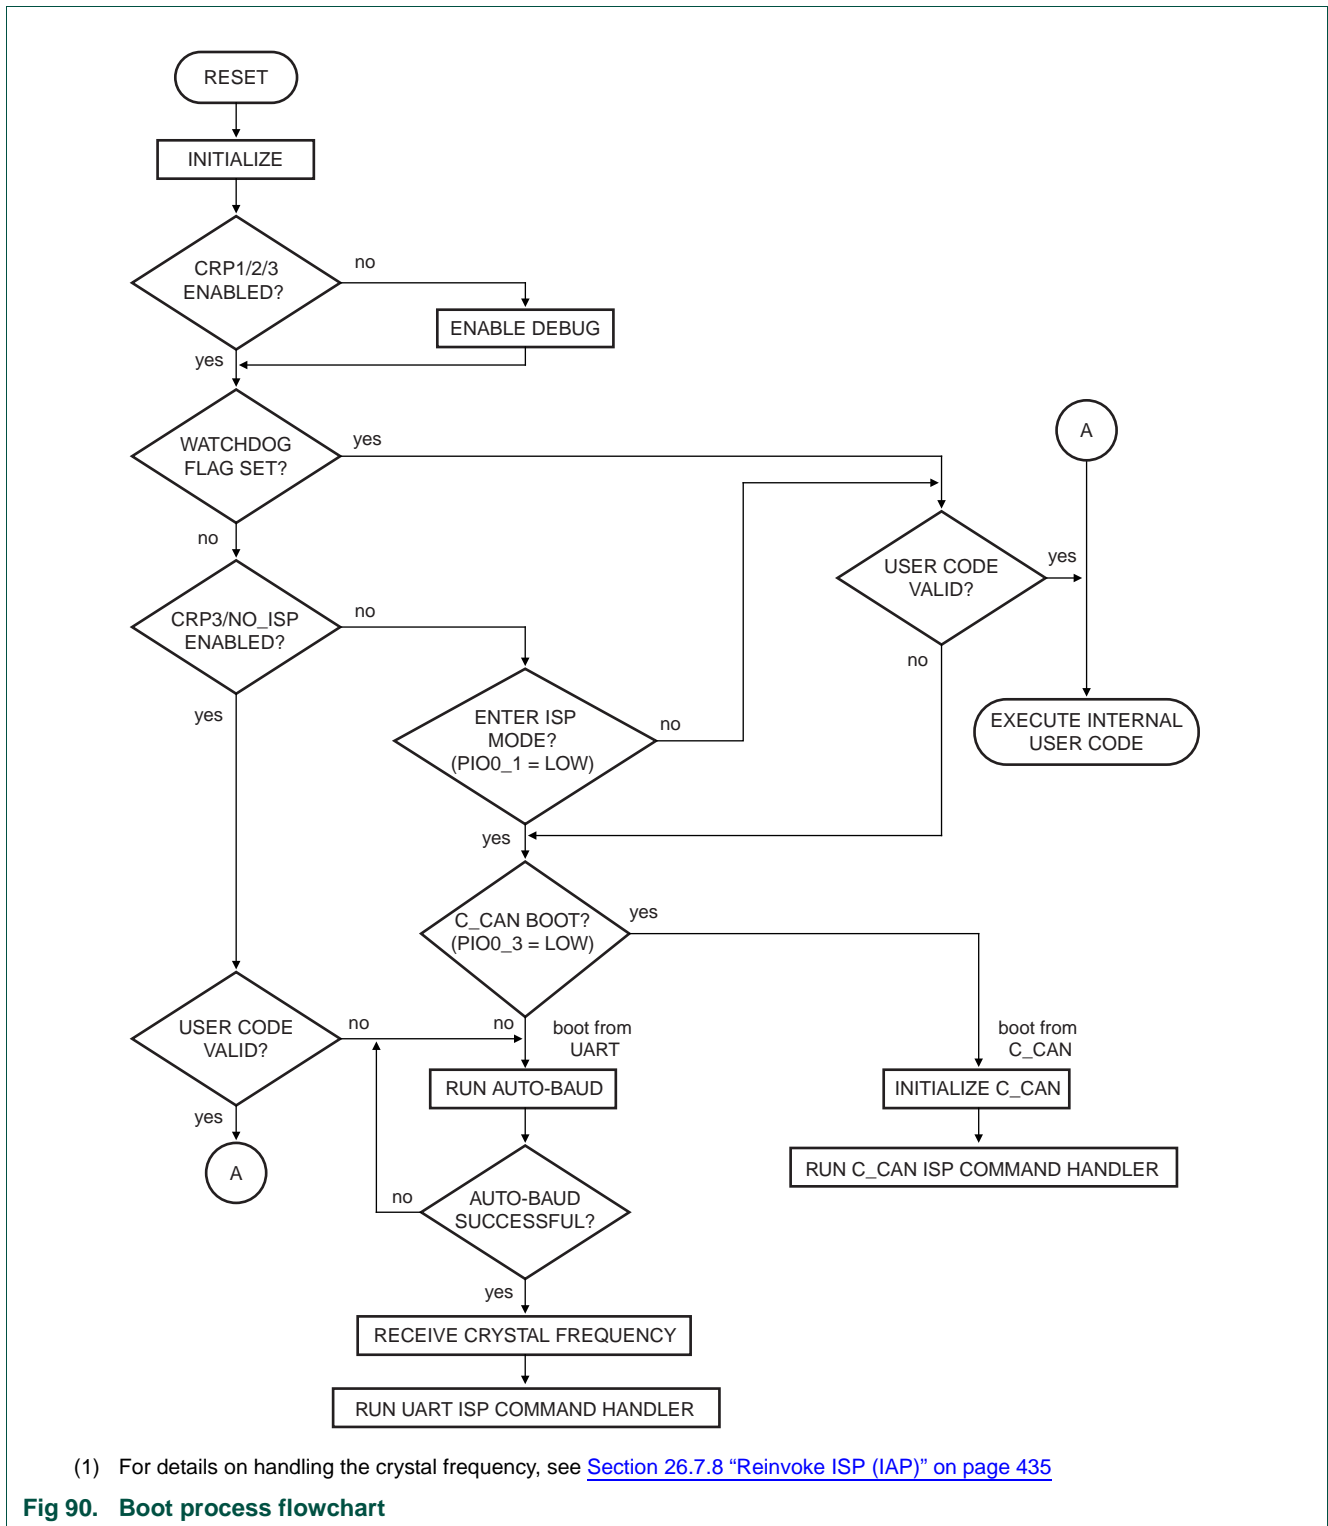 RESET
INITIALIZE
CRP1/2/3
ENABLED?
no
ENABLE DEBUG
yes
WATCHDOG
FLAG SET?
yes
A
no
USER CODE
VALID?
yes
no
CRP3/NO_ISP
ENABLED?
no
yes
ENTER ISP
MODE?
(PIO0_1 = LOW)
no
EXECUTE INTERNAL
USER CODE
yes
C_CAN BOOT?
(PIO0_3 = LOW)
yes
USER CODE
VALID?
no
no
boot from
UART
boot from
C_CAN
RUN AUTO-BAUD
INITIALIZE C_CAN
yes
A
AUTO-BAUD
SUCCESSFUL?
no
RUN C_CAN ISP COMMAND HANDLER
yes
RECEIVE CRYSTAL FREQUENCY
RUN UART ISP COMMAND HANDLER
(1) For details on handling the crystal frequency, see Section 26.7.8 “Reinvoke ISP (IAP)” on page 435
Fig 90. Boot process flowchart